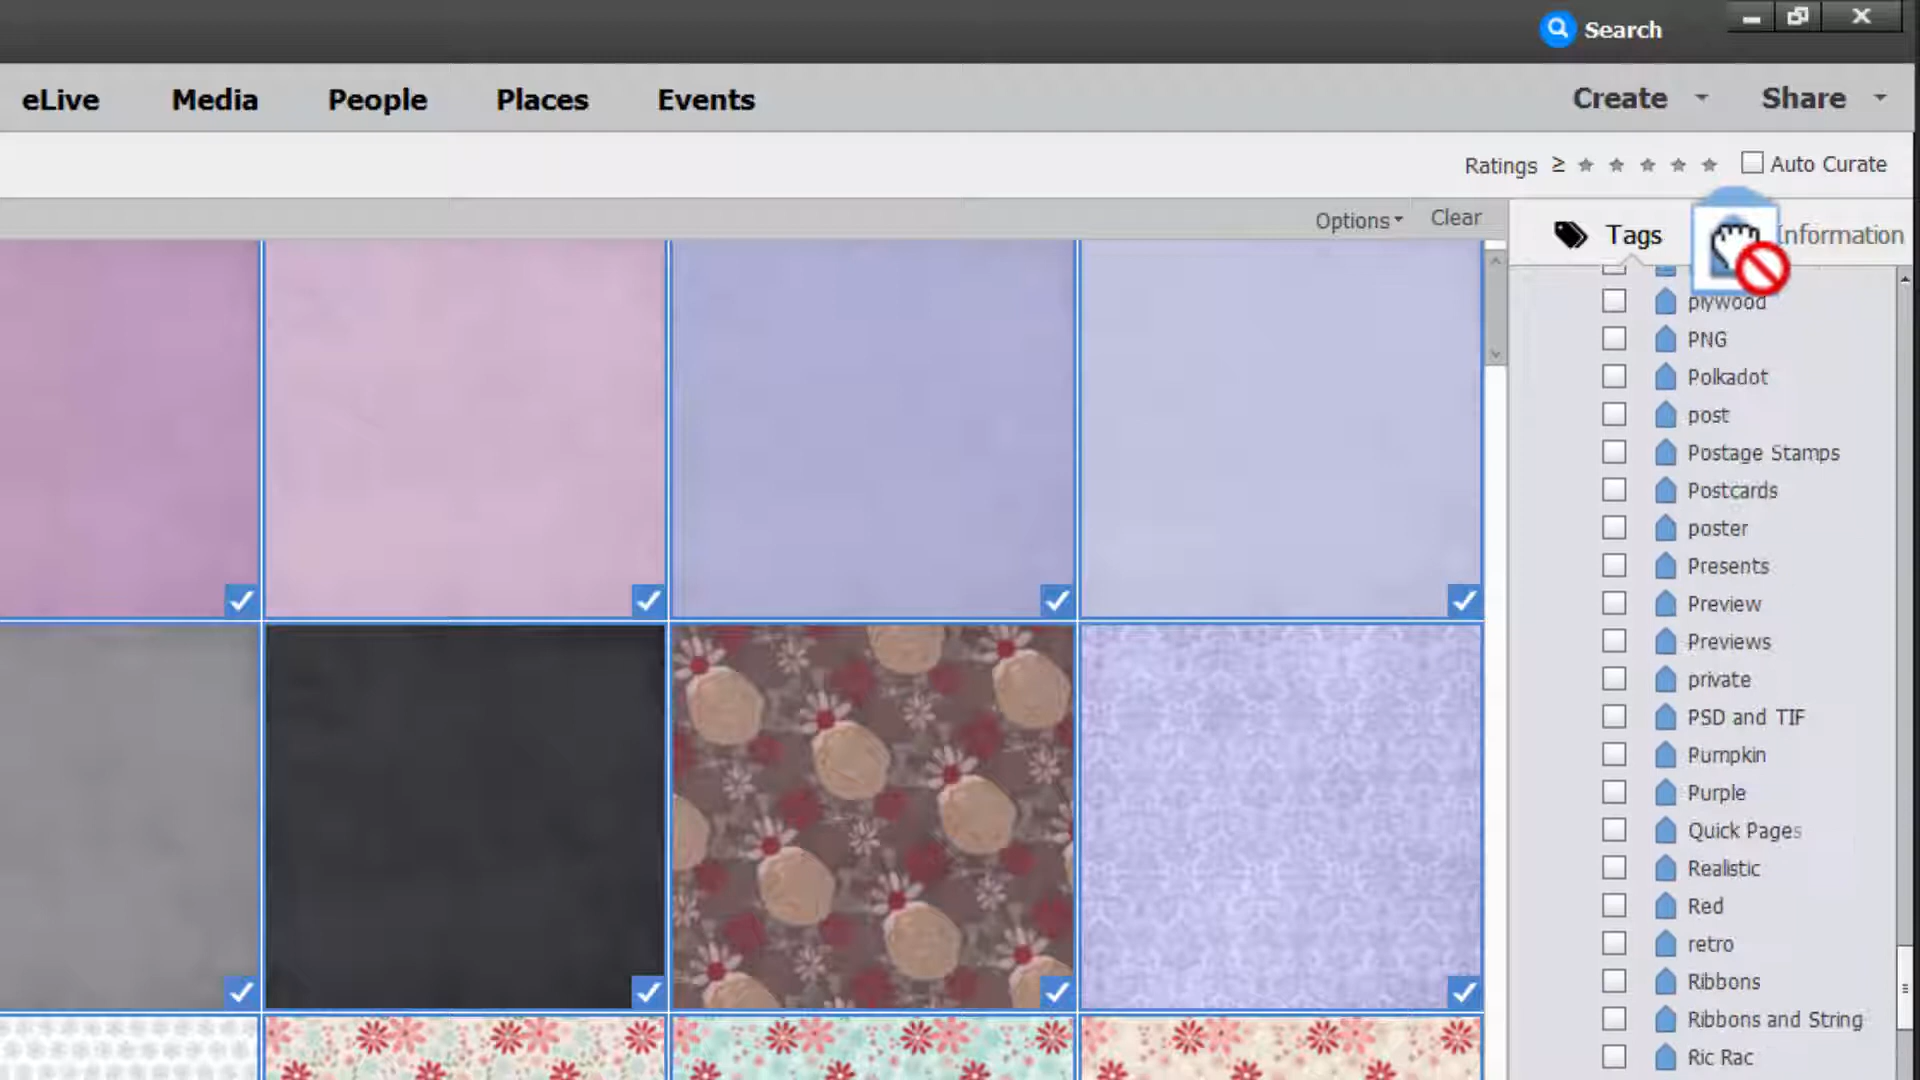 Search
eLive Media People Places Events Create Share
Ratings ≥ Auto Curate
Options Clear
Tags Information
plywood
PNG
Polkadot
post
Postage Stamps
Postcards
poster
Presents
Preview
Previews
private
PSD and TIF
Pumpkin
Purple
Quick Pages
Realistic
Red
retro
Ribbons
Ribbons and String
Ric Rac